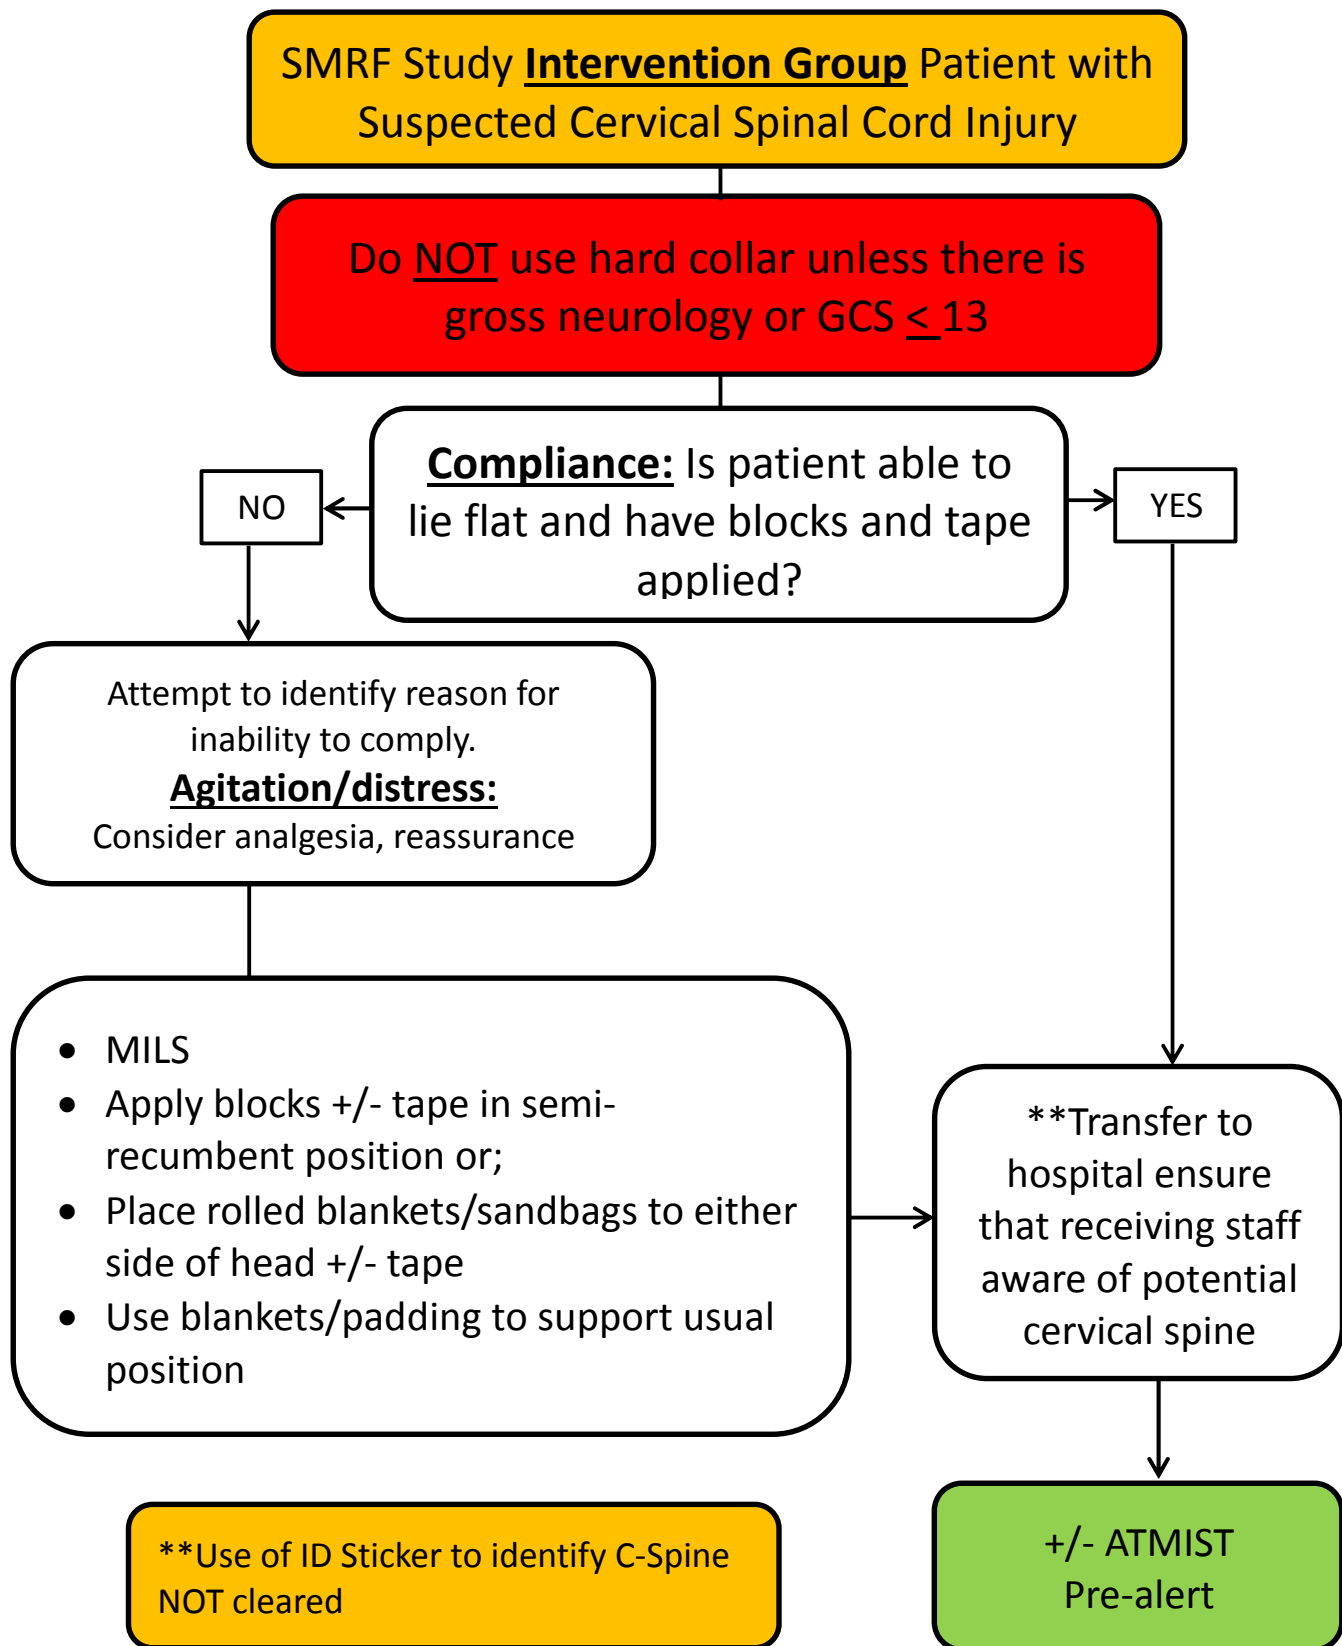 SMRF Study Intervention Group Patient with
Suspected Cervical Spinal Cord Injury
Do NOT use hard collar unless there is
gross neurology or GCS < 13
Compliance: Is patient able to
lie flat and have blocks and tape
applied?
NO
YES
Attempt to identify reason for
inability to comply.
Agitation/distress:
Consider analgesia, reassurance
• MILS
• Apply blocks +/- tape in semi-
recumbent position or;
• Place rolled blankets/sandbags to either
side of head +/- tape
• Use blankets/padding to support usual
position
**Transfer to
hospital ensure
that receiving staff
aware of potential
cervical spine
**Use of ID Sticker to identify C-Spine
NOT cleared
+/- ATMIST
Pre-alert